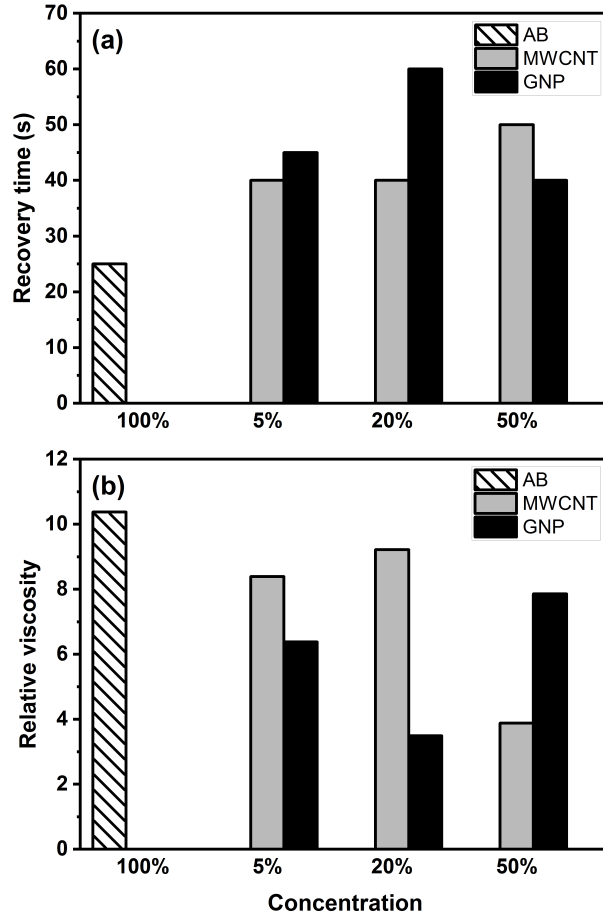 70
60
50
40
30
20
10
0
Recovery time (s)
(a)
AB
MWCNT
GNP
100% 5% 20% 50%
12
10
8
6
4
2
0
Relative viscosity
(b)
AB
MWCNT
GNP
100% 5% 20% 50%
Concentration